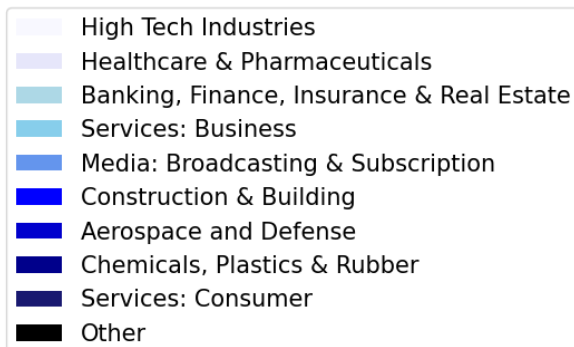 High Tech Industries
Healthcare & Pharmaceuticals
Banking, Finance, Insurance & Real Estate
Services: Business
Media: Broadcasting & Subscription
Construction & Building
Aerospace and Defense
Chemicals, Plastics & Rubber
Services: Consumer
Other